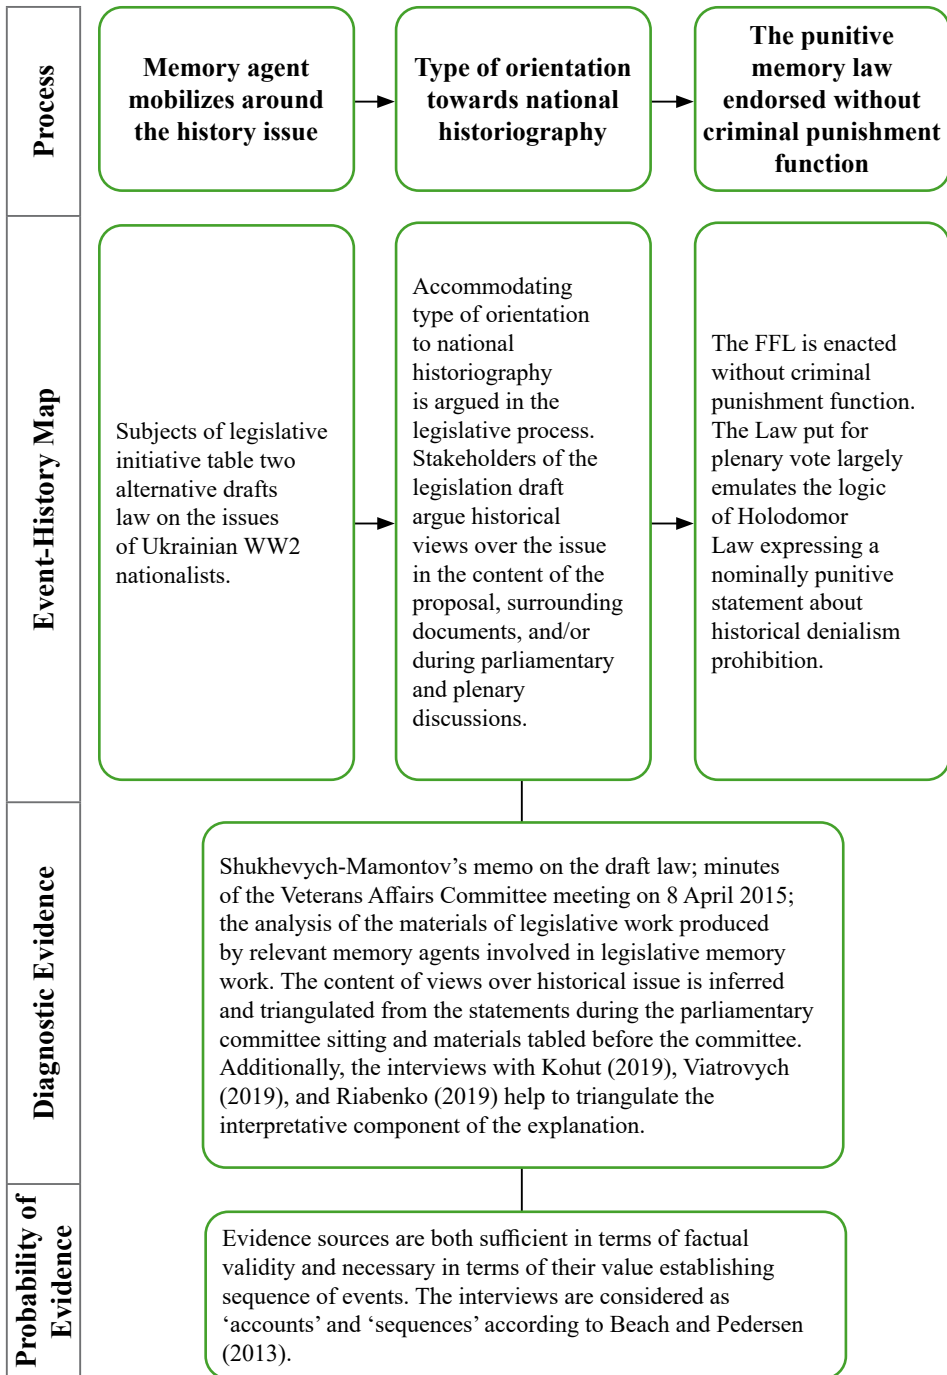 Process
Memory agent
mobilizes around
the history issue
Type of orientation
towards national
historiography
The punitive
memory law
endorsed without
criminal punishment
function
Event-History Map
Subjects of legislative
initiative table two
alternative drafts
law on the issues
of Ukrainian WW2
nationalists.
Accommodating
type of orientation
to national
historiography
is argued in the
legislative process.
Stakeholders of the
legislation draft
argue historical
views over the issue
in the content of the
proposal, surrounding
documents, and/or
during parliamentary
and plenary
discussions.
The FFL is enacted
without criminal
punishment function.
The Law put for
plenary vote largely
emulates the logic
of Holodomor
Law expressing a
nominally punitive
statement about
historical denialism
prohibition.
Diagnostic Evidence
Shukhevych-Mamontov’s memo on the draft law; minutes
of the Veterans Affairs Committee meeting on 8 April 2015;
the analysis of the materials of legislative work produced
by relevant memory agents involved in legislative memory
work. The content of views over historical issue is inferred
and triangulated from the statements during the parliamentary
committee sitting and materials tabled before the committee.
Additionally, the interviews with Kohut (2019), Viatrovych
(2019), and Riabenko (2019) help to triangulate the
interpretative component of the explanation.
Probability of
Evidence
Evidence sources are both sufficient in terms of factual
validity and necessary in terms of their value establishing
sequence of events. The interviews are considered as
‘accounts’ and ‘sequences’ according to Beach and Pedersen
(2013).